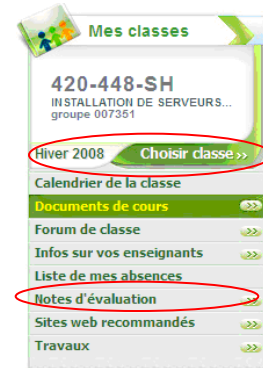 Mes classes
420-448-SH
INSTALLATION DE SERVEURS...
groupe 007351
Hiver 2008 Choisir classe >>
Calendrier de la classe
Documents de cours >>
Forum de classe >>
Infos sur vos enseignants >>
Liste de mes absences
Notes d'évaluation >>
Sites web recommandés >>
Travaux >>